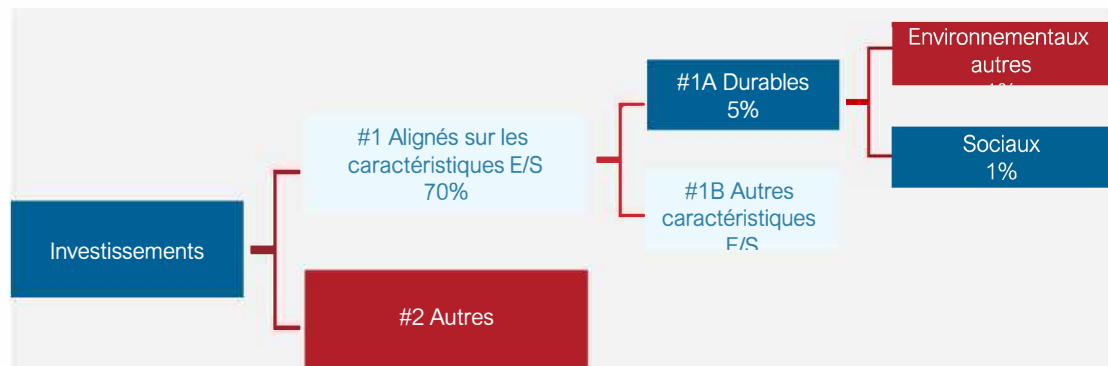 Investissements
#1 Alignés sur les
caractéristiques E/S
70%
#2 Autres
#1A Durables
5%
#1B Autres
caractéristiques
E/S
Environnementaux
autres
Sociaux
1%